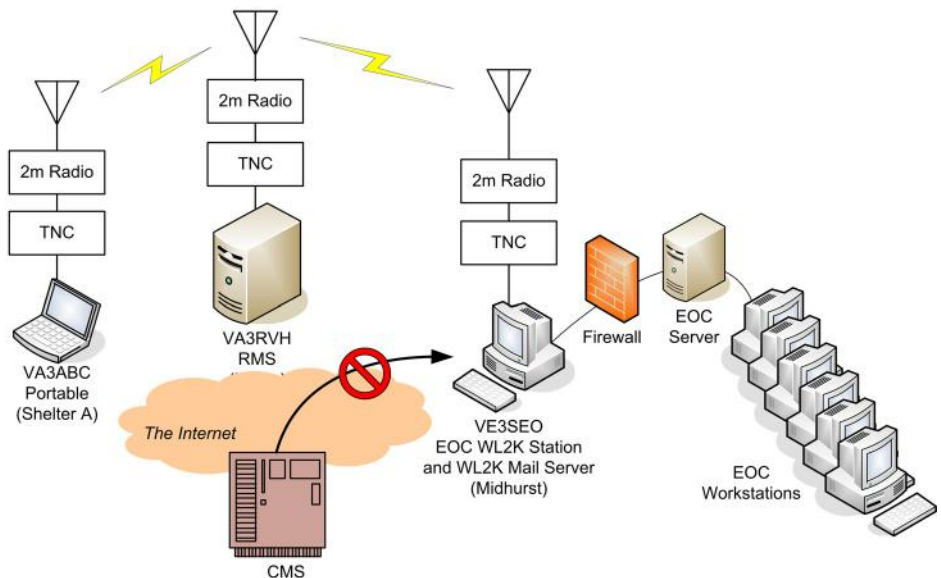 2m Radio
TNC
VA3ABC
Portable
(Shelter A)
2m Radio
TNC
VA3RVH
RMS
2m Radio
TNC
VE3SEO
EOC WL2K Station
and WL2K Mail Server
(Midhurst)
Firewall
EOC
Server
EOC
Workstations
The Internet
CMS